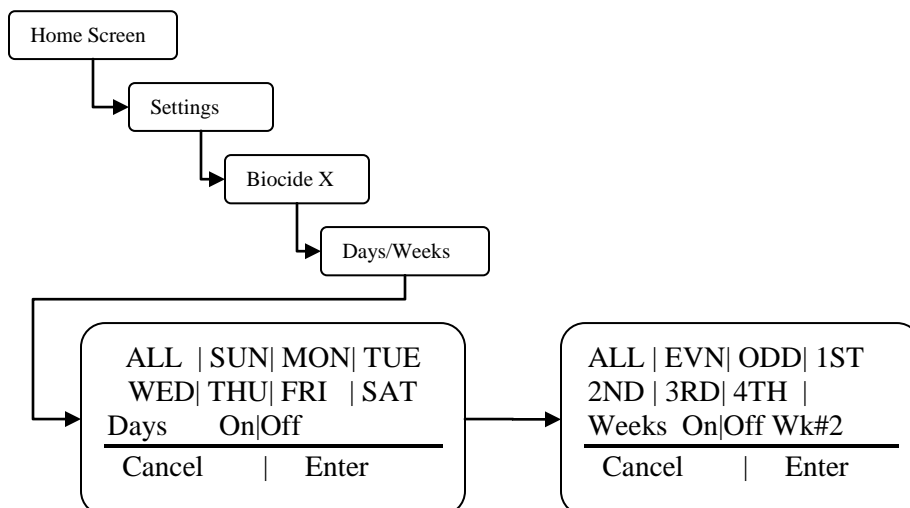 Home Screen
Settings
Biocide X
Days/Weeks
ALL | SUN| MON| TUE
WED| THU| FRI | SAT
Days On|Off
Cancel | Enter
ALL | EVN| ODD| 1ST
2ND | 3RD| 4TH |
Weeks On|Off Wk#2
Cancel | Enter